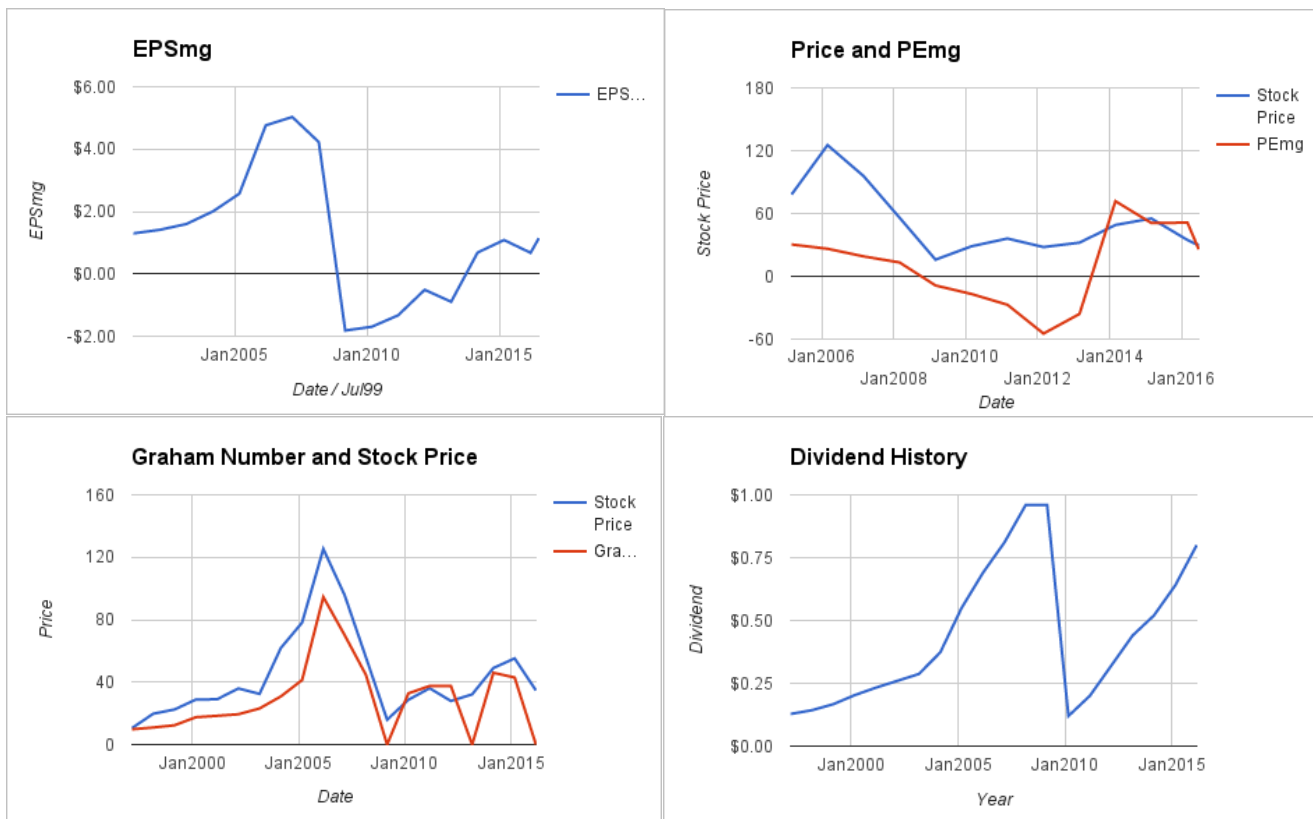 EPSmg
$6.00
$4.00
$2.00
$0.00
-$2.00
EPSmg
EPS...
Jan2005
Jan2010
Jan2015
Date / Jul99
Price and PEmg
180
120
60
0
-60
Stock Price
Stock
Price
PEmg
Jan2006
Jan2008
Jan2010
Jan2012
Jan2014
Jan2016
Date
Graham Number and Stock Price
160
120
80
40
0
Price
Stock
Price
Gra...
Jan2000
Jan2005
Jan2010
Jan2015
Date
Dividend History
$1.00
$0.75
$0.50
$0.25
$0.00
Dividend
Jan2000
Jan2005
Jan2010
Jan2015
Year